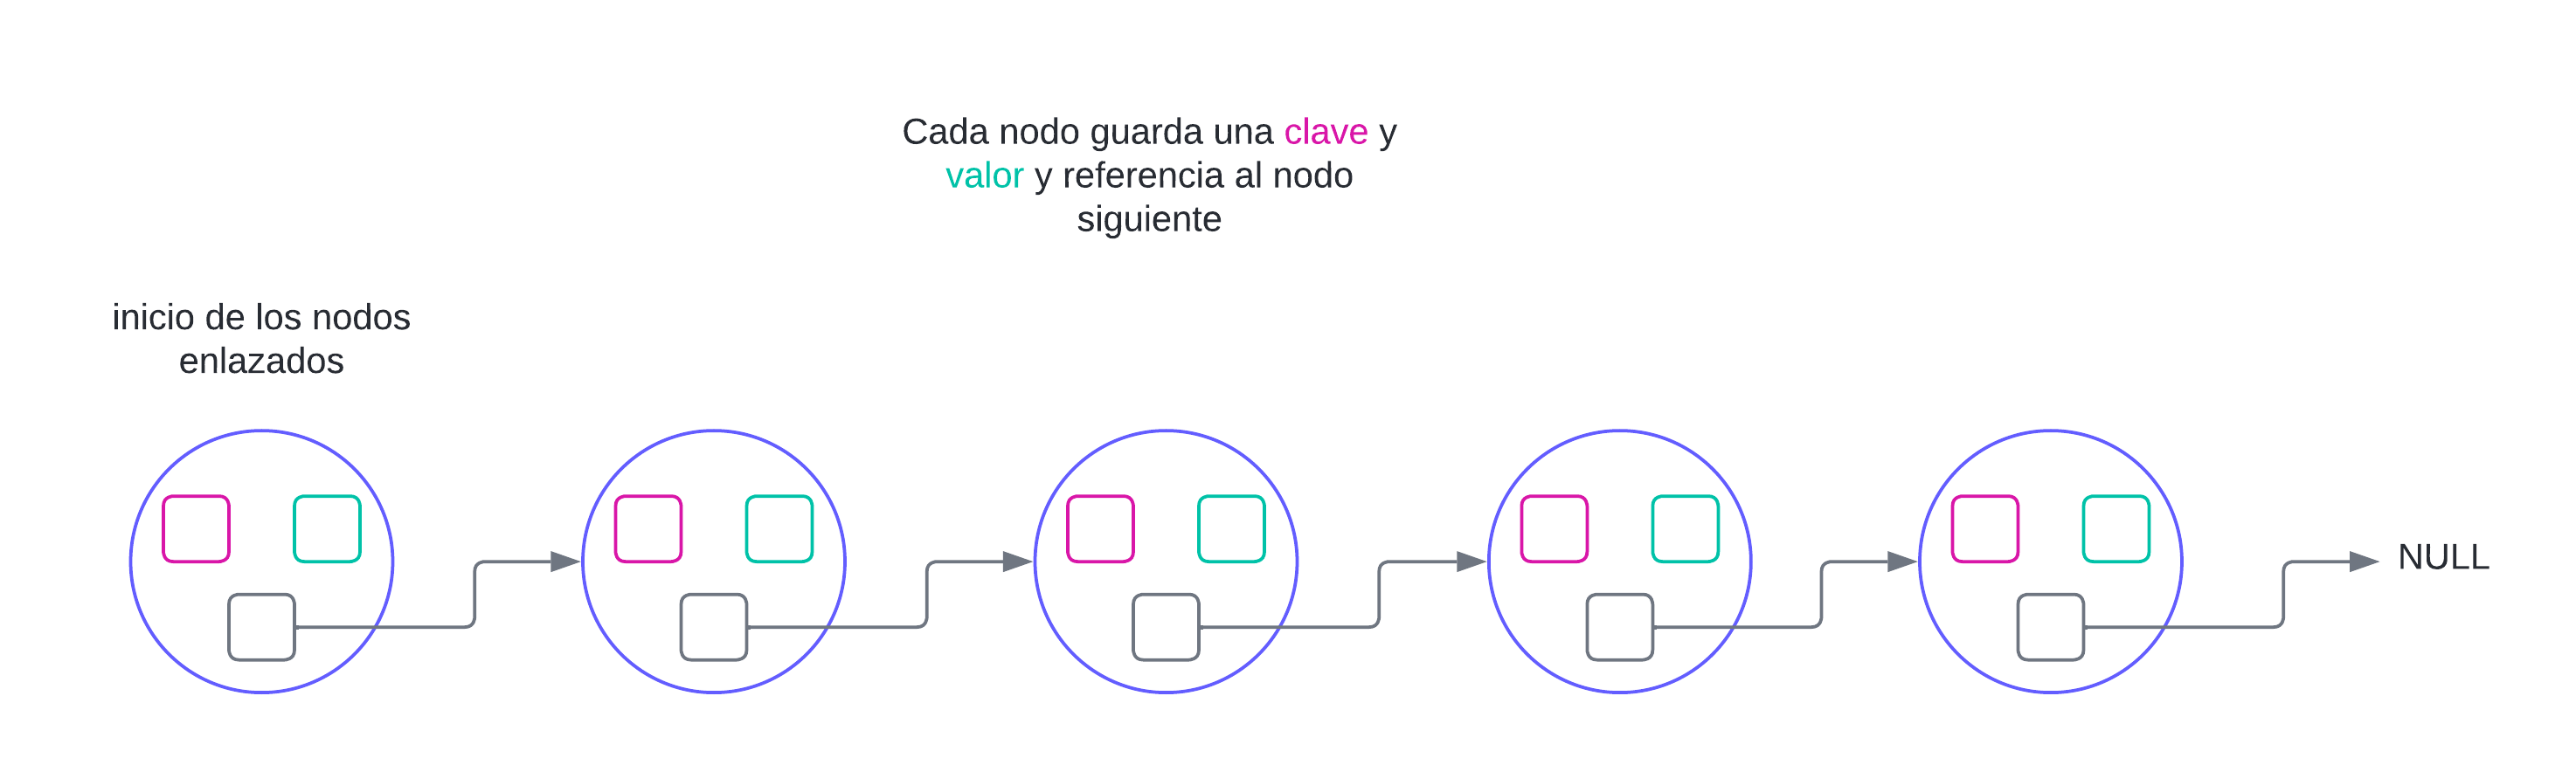 Cada nodo guarda una clave y
valor y referencia al nodo
siguiente
inicio de los nodos
enlazados
NULL